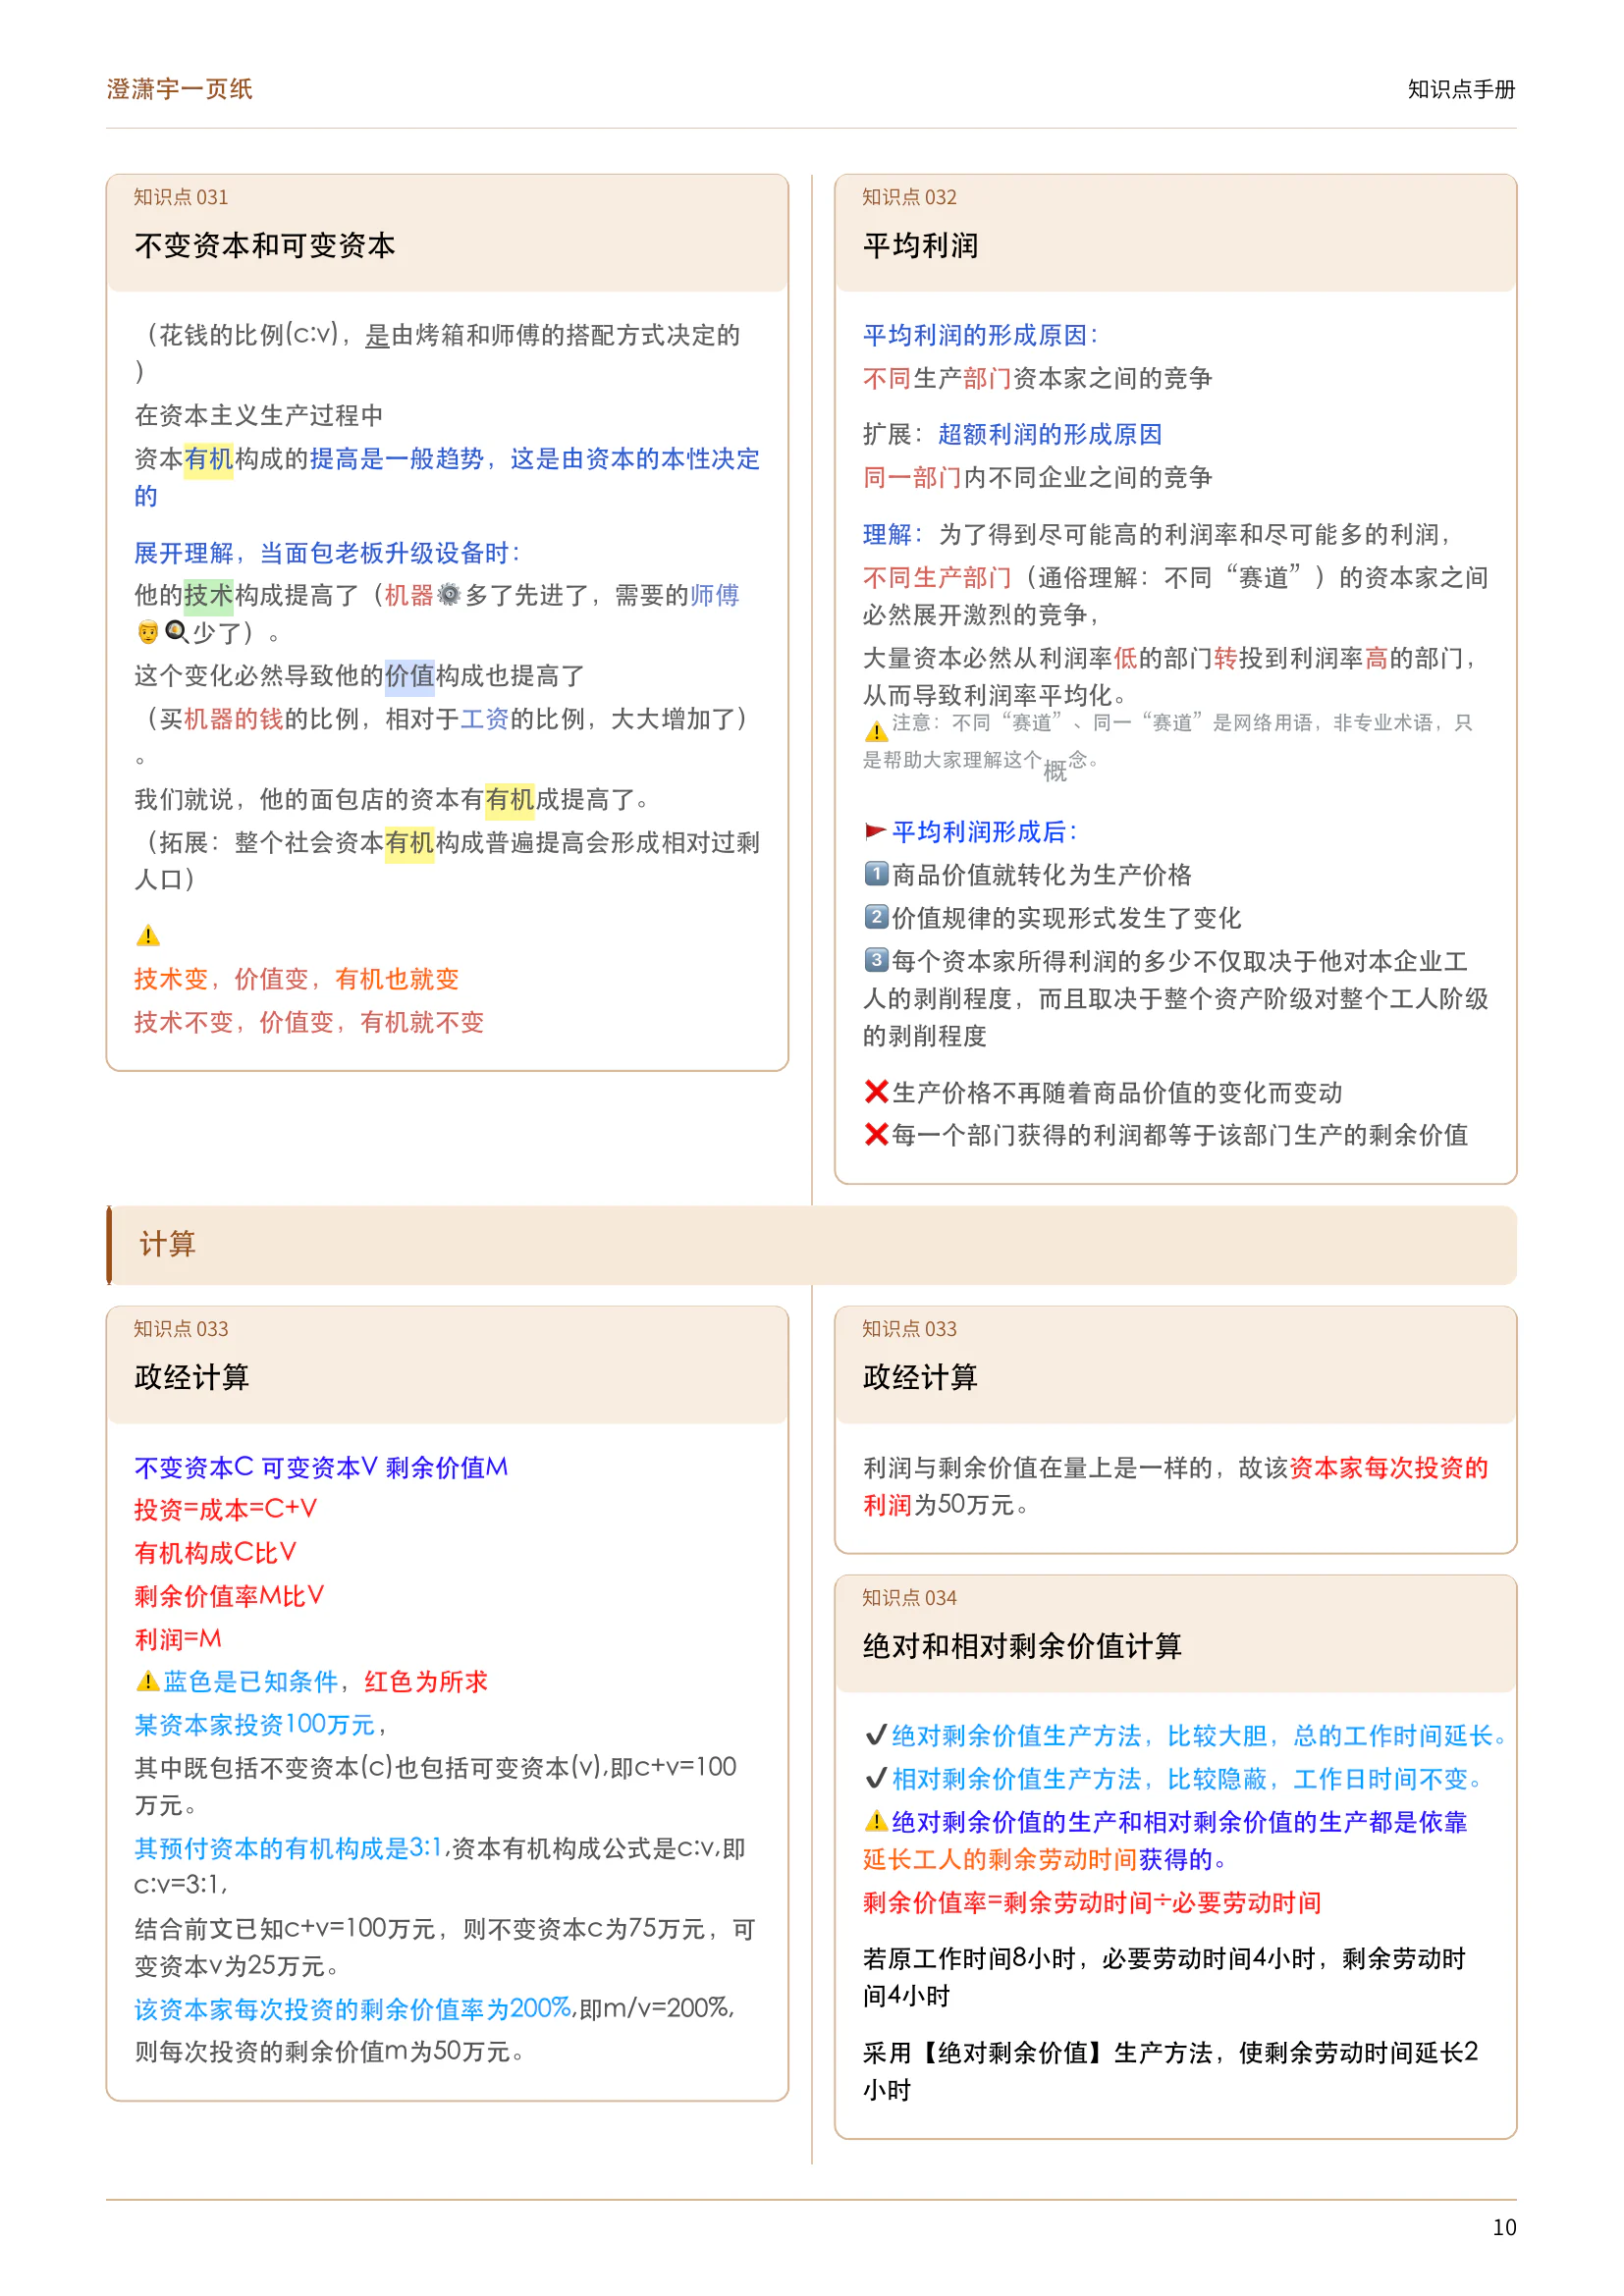 澄潇宇一页纸
知识点手册
知识点 031
不变资本和可变资本
（花钱的比例(c:v)，是由烤箱和师傅的搭配方式决定的
）
在资本主义生产过程中
资本有机构成的提高是一般趋势，这是由资本的本性决定
的
展开理解，当面包老板升级设备时：
他的技术构成提高了（机器⚙️多了先进了，需要的师傅
👨🍳少了）。
这个变化必然导致他的价值构成也提高了
（买机器的钱的比例，相对于工资的比例，大大增加了）
。
我们就说，他的面包店的资本有有机成提高了。
（拓展：整个社会资本有机构成普遍提高会形成相对过剩
人口）
⚠️
技术变，价值变，有机也就变
技术不变，价值变，有机就不变
知识点 032
平均利润
平均利润的形成原因：
不同生产部门资本家之间的竞争
扩展：超额利润的形成原因
同一部门内不同企业之间的竞争
理解：为了得到尽可能高的利润率和尽可能多的利润，
不同生产部门（通俗理解：不同“赛道”）的资本家之间
必然展开激烈的竞争，
大量资本必然从利润率低的部门转投到利润率高的部门，
从而导致利润率平均化。
⚠️注意：不同“赛道”、同一“赛道”是网络用语，非专业术语，只
是帮助大家理解这个概念。
🚩平均利润形成后：
1️⃣商品价值就转化为生产价格
2️⃣价值规律的实现形式发生了变化
3️⃣每个资本家所得利润的多少不仅取决于他对本企业工
人的剥削程度，而且取决于整个资产阶级对整个工人阶级
的剥削程度
❌生产价格不再随着商品价值的变化而变动
❌每一个部门获得的利润都等于该部门生产的剩余价值
计算
知识点 033
政经计算
不变资本C 可变资本V 剩余价值M
投资=成本=C+V
有机构成C比V
剩余价值率M比V
利润=M
⚠️蓝色是已知条件，红色为所求
某资本家投资100万元，
其中既包括不变资本(c)也包括可变资本(v),即c+v=100
万元。
其预付资本的有机构成是3:1,资本有机构成公式是c:v,即
c:v=3:1,
结合前文已知c+v=100万元，则不变资本c为75万元，可
变资本v为25万元。
该资本家每次投资的剩余价值率为200%,即m/v=200%,
则每次投资的剩余价值m为50万元。
知识点 033
政经计算
利润与剩余价值在量上是一样的，故该资本家每次投资的
利润为50万元。
知识点 034
绝对和相对剩余价值计算
✔绝对剩余价值生产方法，比较大胆，总的工作时间延长。
✔相对剩余价值生产方法，比较隐蔽，工作日时间不变。
⚠️绝对剩余价值的生产和相对剩余价值的生产都是依靠
延长工人的剩余劳动时间获得的。
剩余价值率=剩余劳动时间÷必要劳动时间
若原工作时间8小时，必要劳动时间4小时，剩余劳动时
间4小时
采用【绝对剩余价值】生产方法，使剩余劳动时间延长2
小时
10